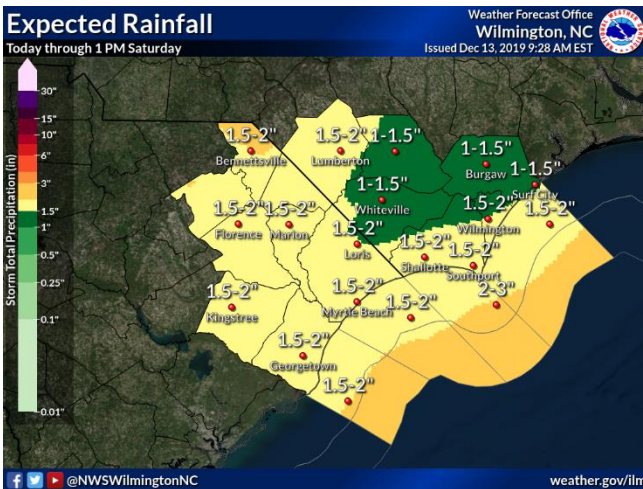 Expected Rainfall
Today through 1 PM Saturday
Weather Forecast Office
Wilmington, NC
Issued Dec 13, 2019 9:28 AM EST
Storm Total Precipitation (in)
30"
15"
10"
6"
3"
2"
1.5"
1"
0.5"
0.25"
0.1"
0.01"
1.5-2"
Bennettsville
1.5-2"
Lumberton
1-1.5"
1-1.5"
Burgaw
1-1.5"
Surf City
1-1.5"
Whiteville
1.5-2"
Florence
1.5-2"
Marion
1.5-2"
Loris
1.5-2"
Wilmington
1.5-2"
1.5-2"
Shallotte
1.5-2"
Southport
1.5-2"
Kingstree
1.5-2"
Myrtle Beach
1.5-2"
2-3"
1.5-2"
Georgetown
1.5-2"
@NWSWilmingtonNC
weather.gov/ilm